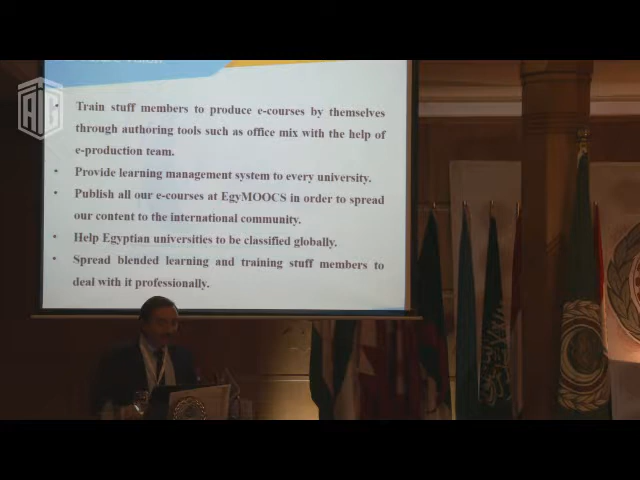 AG
• Train stuff members to produce e-courses by themselves
through authoring tools such as office mix with the help of
e-production team.
• Provide learning management system to every university.
• Publish all our e-courses at EgyMOOCS in order to spread
our content to the international community.
• Help Egyptian universities to be classified globally.
• Spread blended learning and training stuff members to
deal with it professionally.